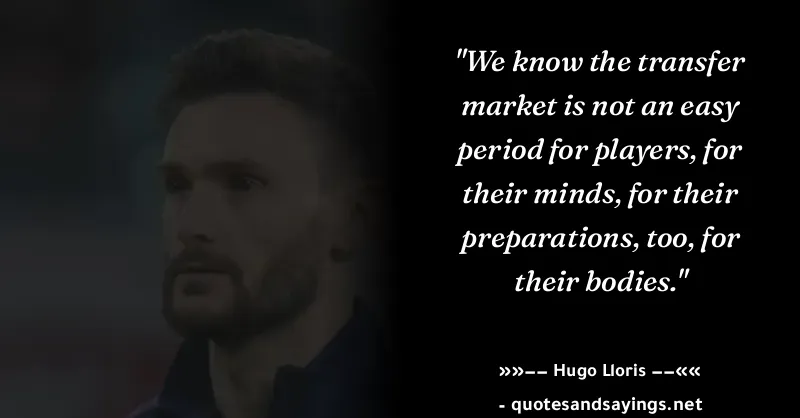 "We know the transfer
market is not an easy
period for players, for
their minds, for their
preparations, too, for
their bodies."
»»−− Hugo Lloris −−««
- quotesandsayings.net